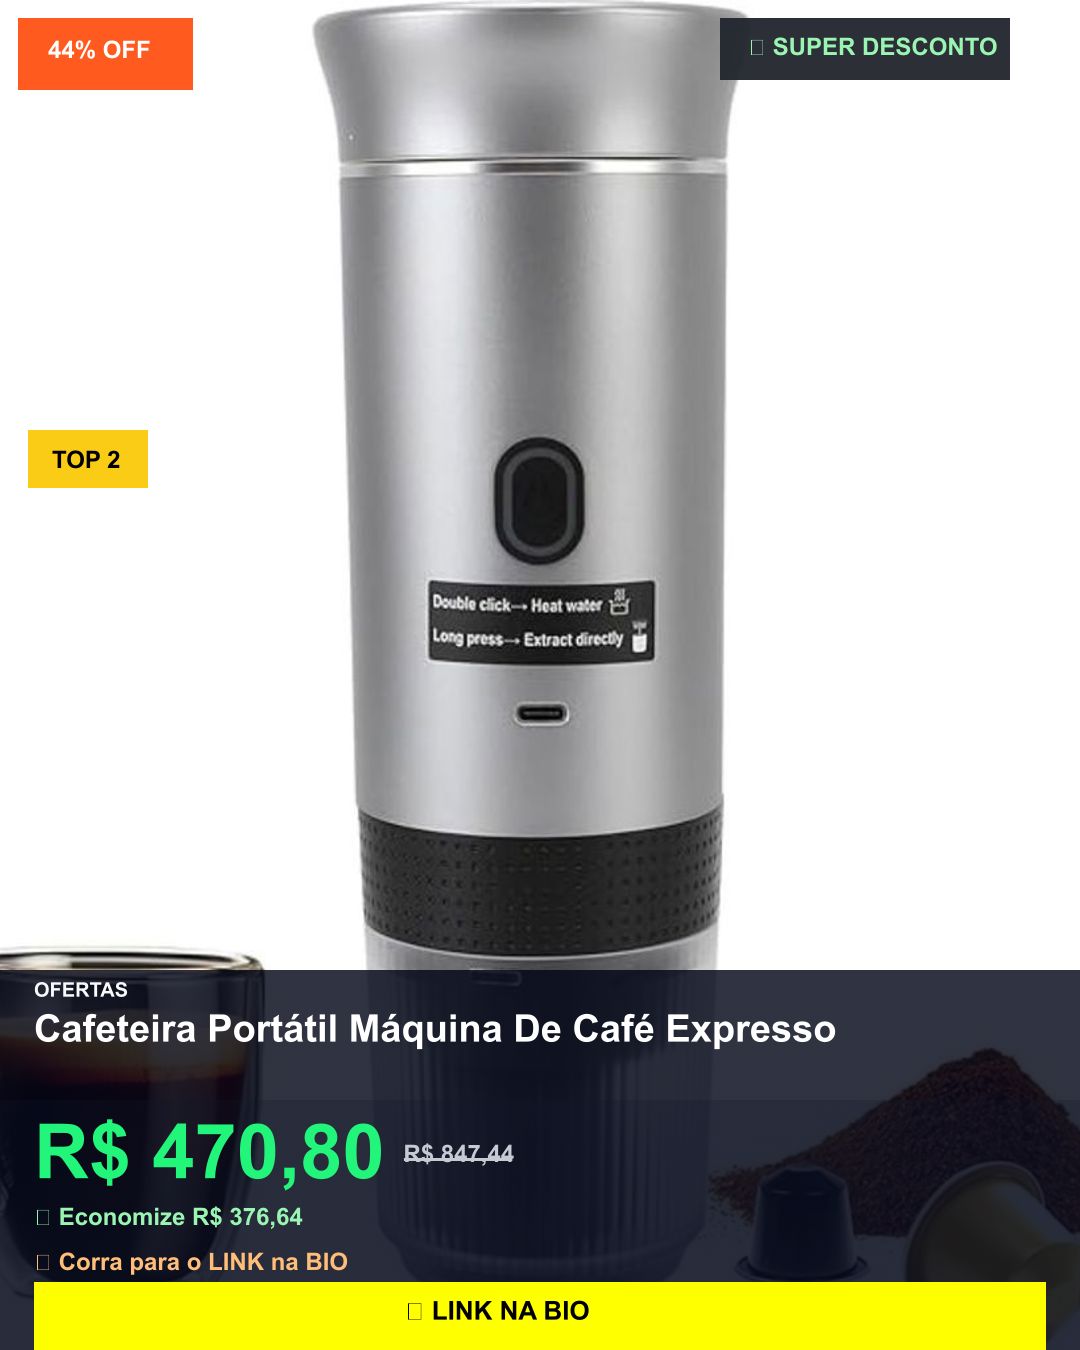 44% OFF
SUPER DESCONTO
TOP 2
Double click→ Heat water
Long press→ Extract directly
OFERTAS
Cafeteira Portátil Máquina De Café Expresso
R$ 470,80 R$ 847,44
Economize R$ 376,64
Corra para o LINK na BIO
LINK NA BIO